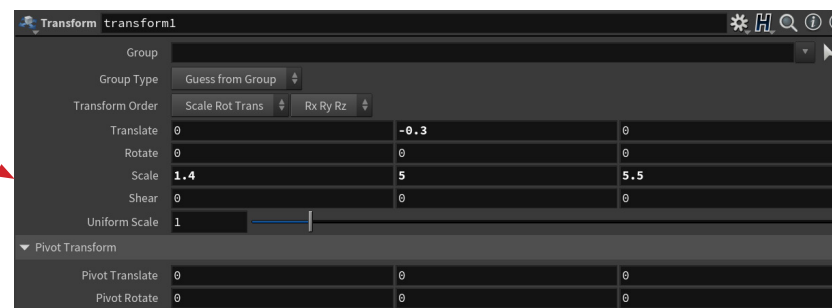 Transform transform1
Group
Group Type Guess from Group
Transform Order Scale Rot Trans Rx Ry Rz
Translate 0 -0.3 0
Rotate 0 0 0
Scale 1.4 5 5.5
Shear 0 0 0
Uniform Scale 1
Pivot Transform
Pivot Translate 0 0 0
Pivot Rotate 0 0 0